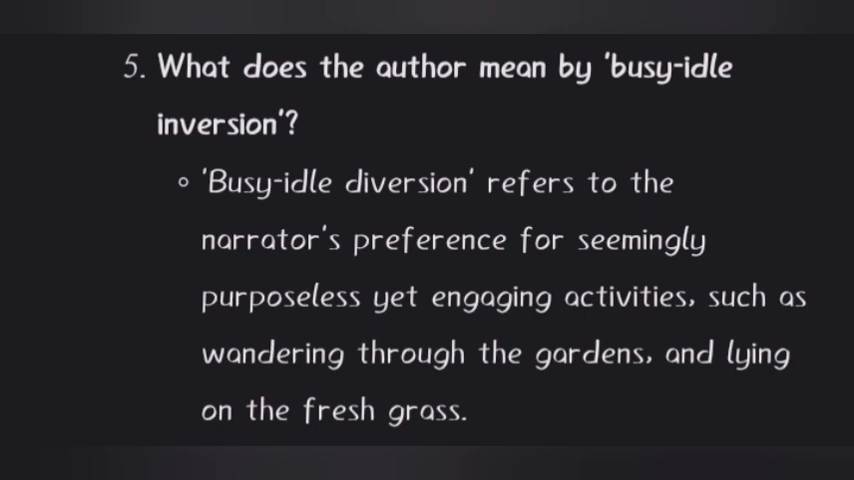 5. What does the author mean by 'busy-idle
inversion'?
◦ 'Busy-idle diversion' refers to the
narrator's preference for seemingly
purposeless yet engaging activities, such as
wandering through the gardens, and lying
on the fresh grass.